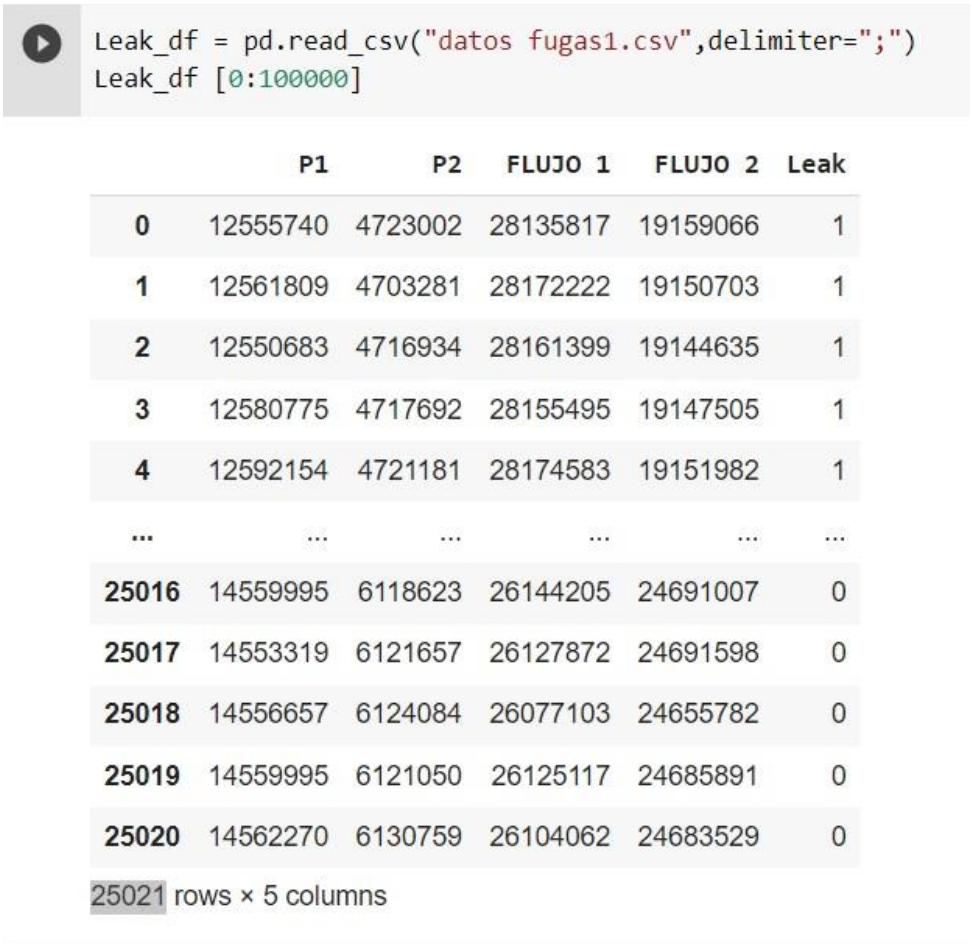 Leak_df = pd.read_csv("datos fugas1.csv",delimiter=";")
Leak_df [0:100000]
P1 P2 FLUJO 1 FLUJO 2 Leak
0 12555740 4723002 28135817 19159066 1
1 12561809 4703281 28172222 19150703 1
2 12550683 4716934 28161399 19144635 1
3 12580775 4717692 28155495 19147505 1
4 12592154 4721181 28174583 19151982 1
... ... ... ... ... ...
25016 14559995 6118623 26144205 24691007 0
25017 14553319 6121657 26127872 24691598 0
25018 14556657 6124084 26077103 24655782 0
25019 14559995 6121050 26125117 24685891 0
25020 14562270 6130759 26104062 24683529 0
25021 rows × 5 columns